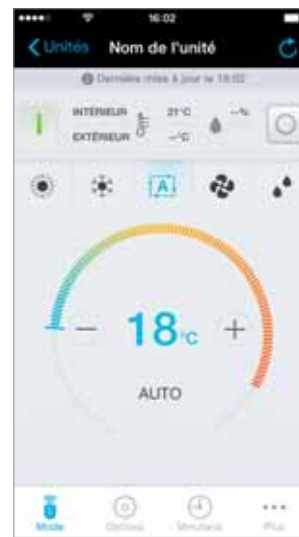 16:02
Unités Nom de l'unité
Dernière mise à jour le 16:02
INTÉRIEUR 21°C --%
EXTÉRIEUR --°C
A
− 18°C +
AUTO
Mode Options Minuterie Plus